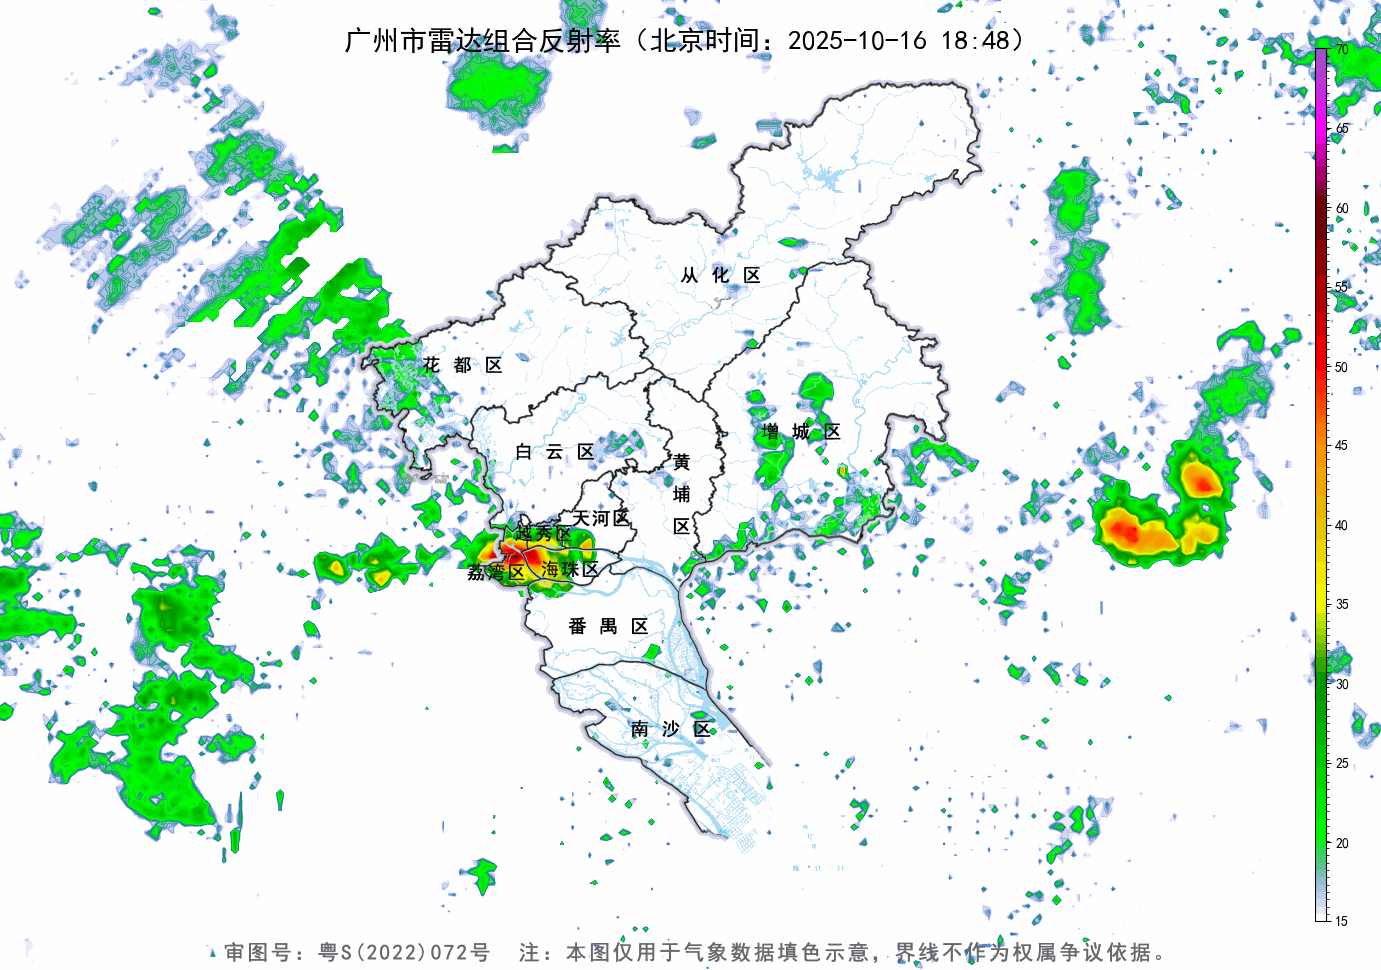 广州市雷达组合反射率（北京时间：2025-10-16 18:48）
70
65
60
55
50
45
40
35
30
25
20
15
从化区
花都区
增城区
白云区
黄埔区
天河区
越秀区
荔湾区
海珠区
番禺区
南沙区
审图号：粤S(2022)072号 注：本图仅用于气象数据填色示意，界线不作为权属争议依据。